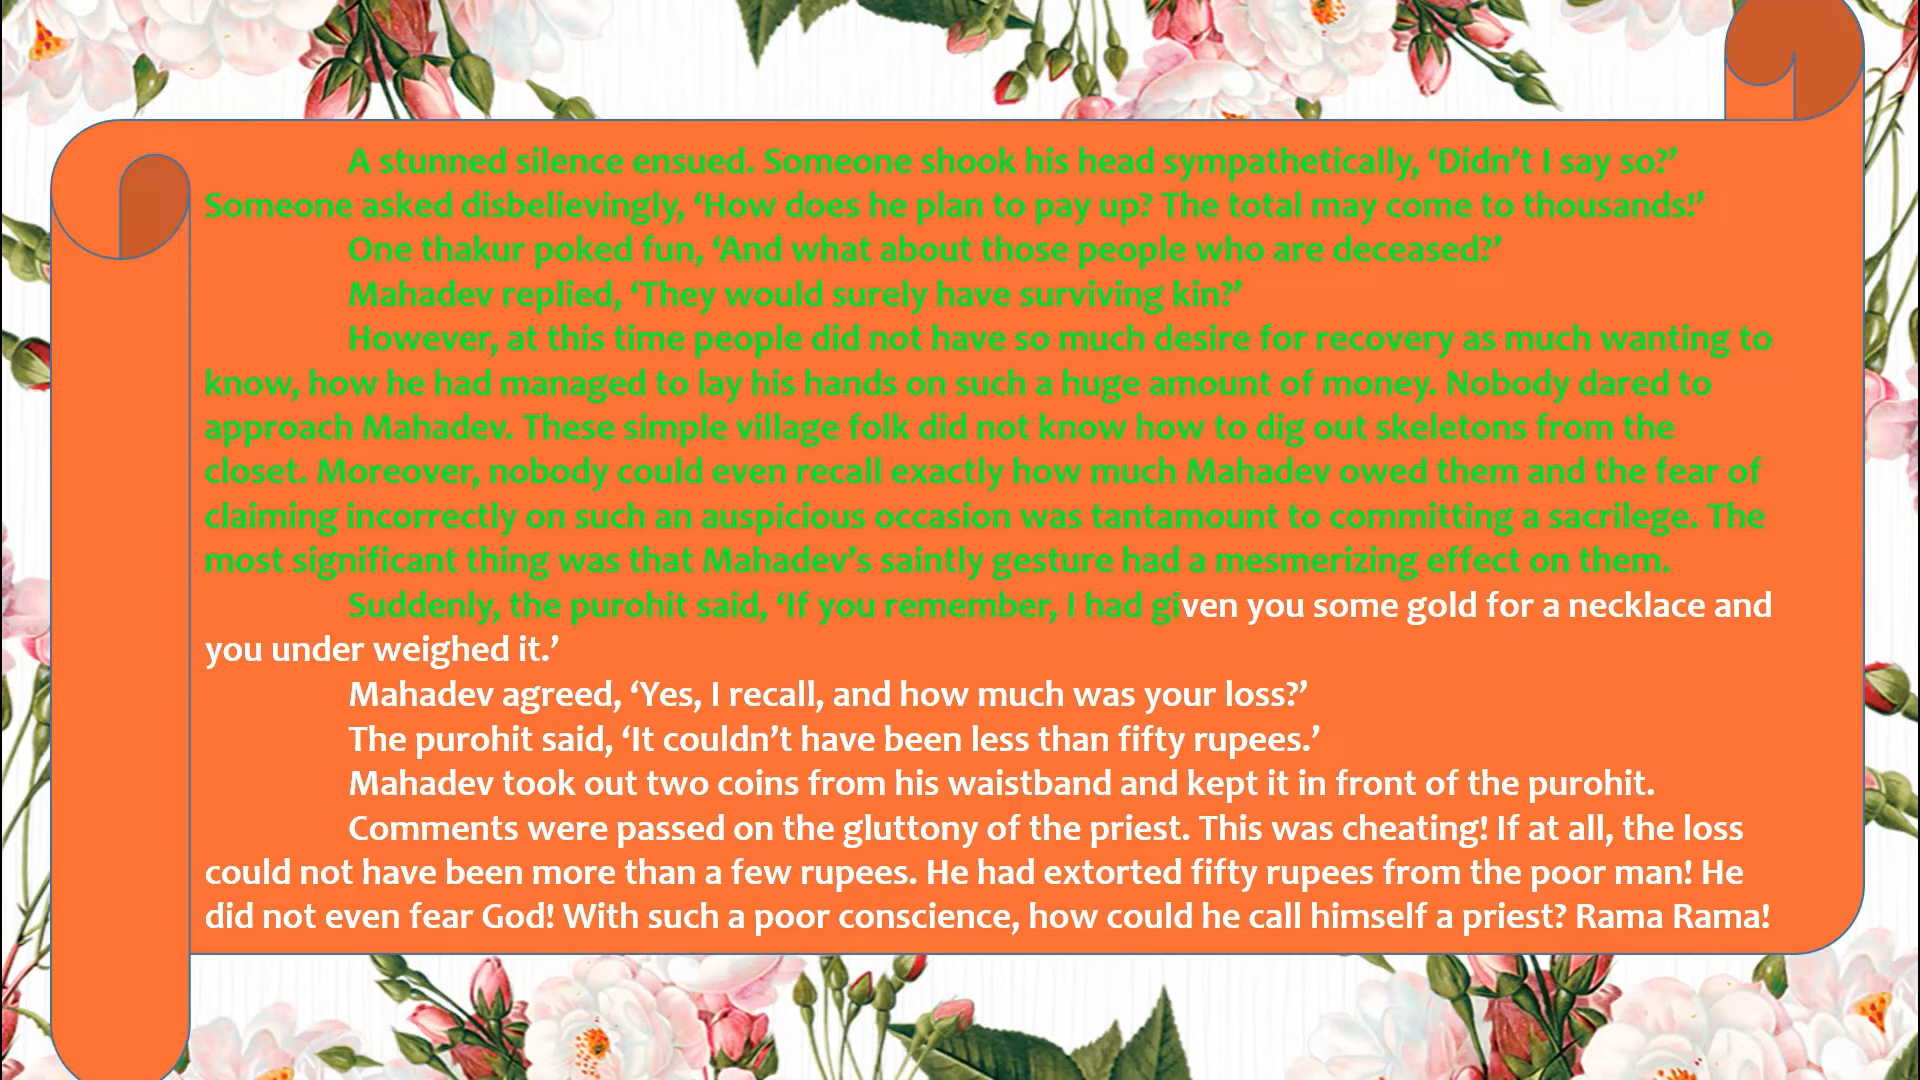 A stunned silence ensued. Someone shook his head sympathetically, ‘Didn’t I say so?’
Someone asked disbelievingly, ‘How does he plan to pay up? The total may come to thousands!’
One thakur poked fun, ‘And what about those people who are deceased?’
Mahadev replied, ‘They would surely have surviving kin?’
However, at this time people did not have so much desire for recovery as much wanting to
know, how he had managed to lay his hands on such a huge amount of money. Nobody dared to
approach Mahadev. These simple village folk did not know how to dig out skeletons from the
closet. Moreover, nobody could even recall exactly how much Mahadev owed them and the fear of
claiming incorrectly on such an auspicious occasion was tantamount to committing a sacrilege. The
most significant thing was that Mahadev’s saintly gesture had a mesmerizing effect on them.
Suddenly, the purohit said, ‘If you remember, I had given you some gold for a necklace and
you under weighed it.’
Mahadev agreed, ‘Yes, I recall, and how much was your loss?’
The purohit said, ‘It couldn’t have been less than fifty rupees.’
Mahadev took out two coins from his waistband and kept it in front of the purohit.
Comments were passed on the gluttony of the priest. This was cheating! If at all, the loss
could not have been more than a few rupees. He had extorted fifty rupees from the poor man! He
did not even fear God! With such a poor conscience, how could he call himself a priest? Rama Rama!